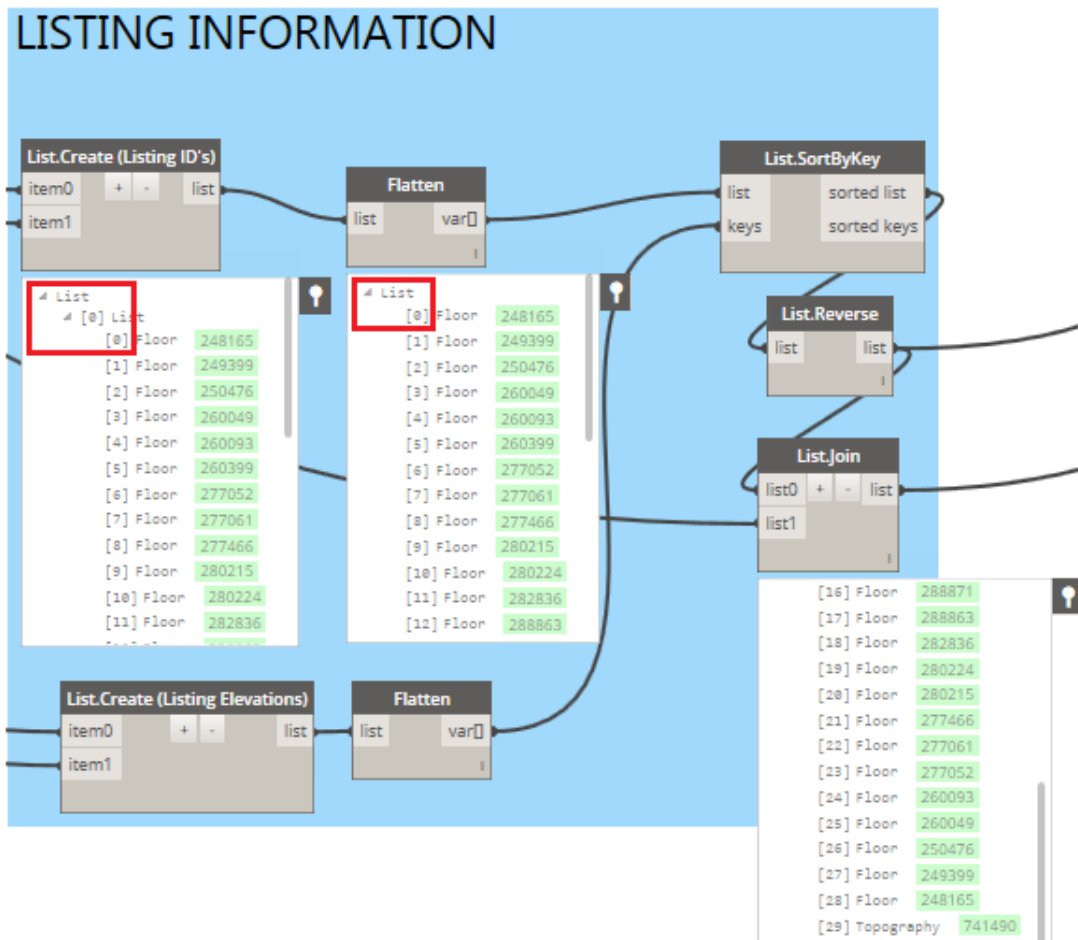 LISTING INFORMATION
List.Create (Listing ID's)
item0 + - list
item1
Flatten
list var[]
List.SortByKey
list sorted list
keys sorted keys
List
[0] List
[0] Floor 248165
[1] Floor 249399
[2] Floor 250476
[3] Floor 260049
[4] Floor 260093
[5] Floor 260399
[6] Floor 277052
[7] Floor 277061
[8] Floor 277466
[9] Floor 280215
[10] Floor 280224
[11] Floor 282836
List
[0] Floor 248165
[1] Floor 249399
[2] Floor 250476
[3] Floor 260049
[4] Floor 260093
[5] Floor 260399
[6] Floor 277052
[7] Floor 277061
[8] Floor 277466
[9] Floor 280215
[10] Floor 280224
[11] Floor 282836
[12] Floor 288863
List.Reverse
list list
List.Join
list0 + - list
list1
List.Create (Listing Elevations)
item0 + - list
item1
Flatten
list var[]
[16] Floor 288871
[17] Floor 288863
[18] Floor 282836
[19] Floor 280224
[20] Floor 280215
[21] Floor 277466
[22] Floor 277061
[23] Floor 277052
[24] Floor 260093
[25] Floor 260049
[26] Floor 250476
[27] Floor 249399
[28] Floor 248165
[29] Topography 741490